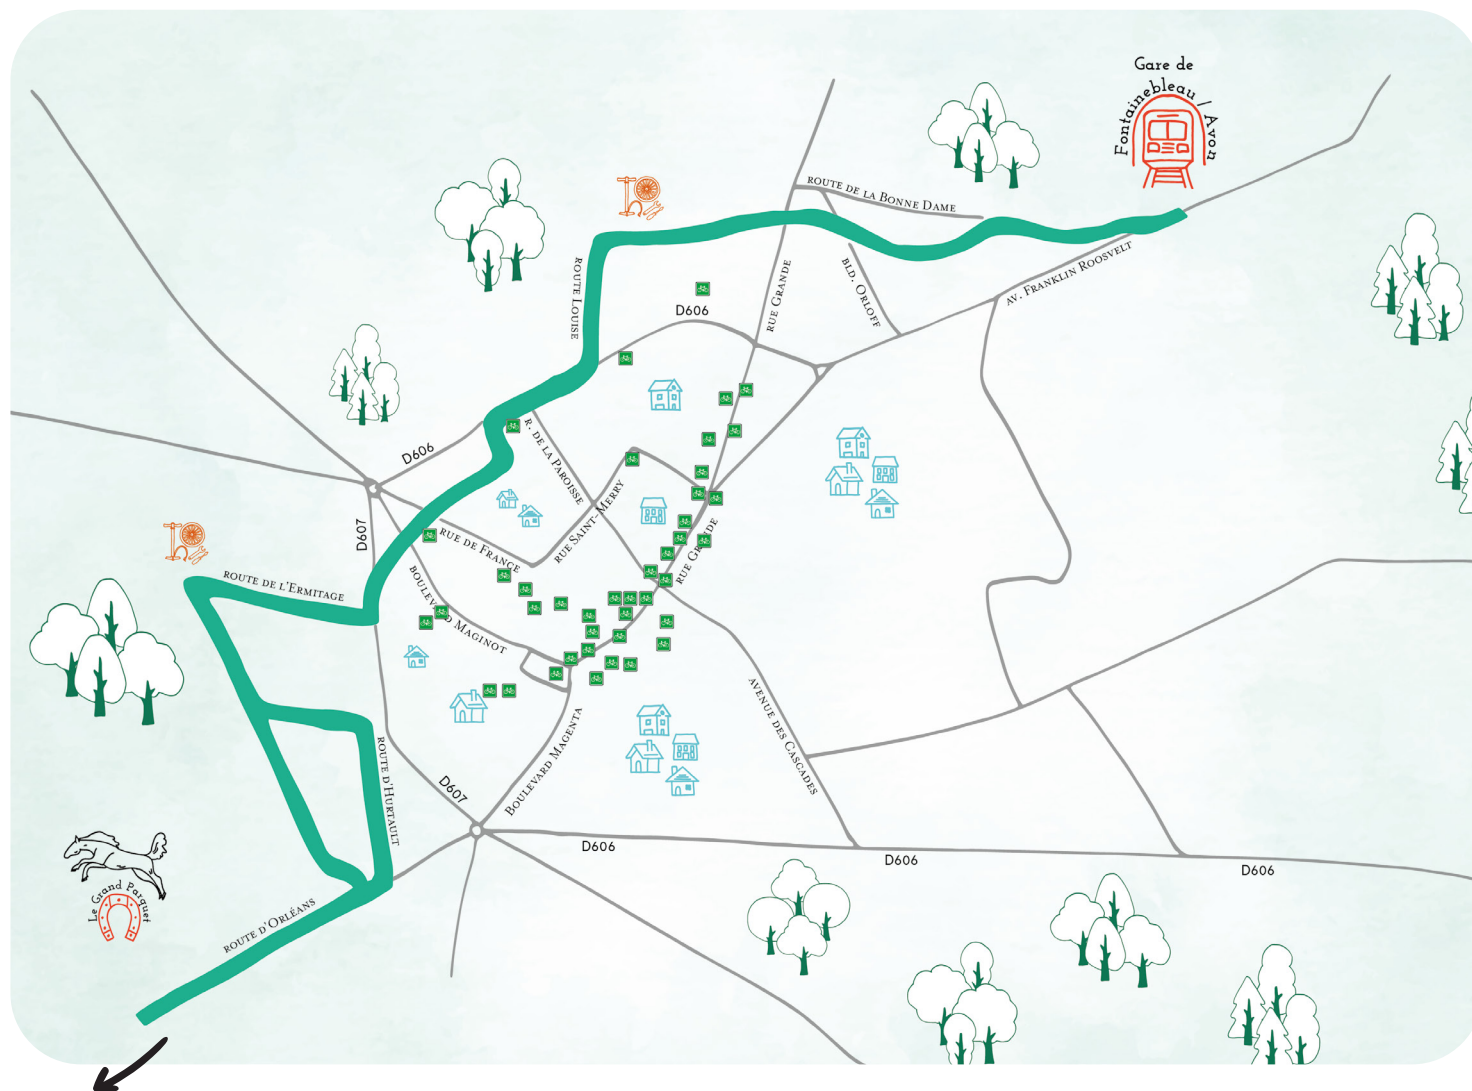 Gare de
Fontainebleau / Avon
ROUTE DE LA BONNE DAME
ROUTE LOUISE
RUE GRANDE
BLD. ORLOFF
AV. FRANKLIN ROOSVELT
D606
D606
R. DE LA PAROISSE
RUE SAINT-MERRY
D607
RUE DE FRANCE
RUE GRANDE
ROUTE DE L'ERMITAGE
BOULEVARD MAGINOT
AVENUE DES CASCADES
BOULEVARD MAGENTA
ROUTE D'HURTAULT
D607
D606
D606
D606
Le Grand Parquet
ROUTE D'ORLÉANS